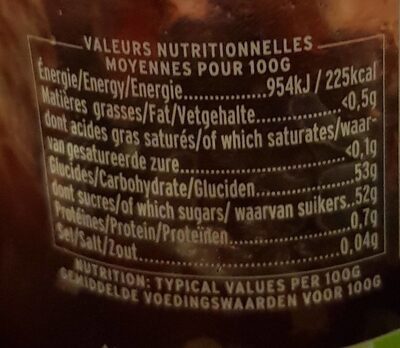 VALEURS NUTRITIONNELLES
MOYENNES POUR 100G
Énergie/Energy/Energie..............954kJ / 225kcal
Matières grasses/Fat/Vetgehalte..............<0,5g
dont acides gras saturés/of which saturates/waar-
van gesatureerde zure..............<0,1g
Glucides/Carbohydrate/Gluciden..............53g
dont sucres/of which sugars/ waarvan suikers..52g
Protéines/Protein/Proteïnen..............0,7g
Sel/Salt/Zout..............0,04g
NUTRITION: TYPICAL VALUES PER 100G
GEMIDDELDE VOEDINGSWAARDEN VOOR 100G